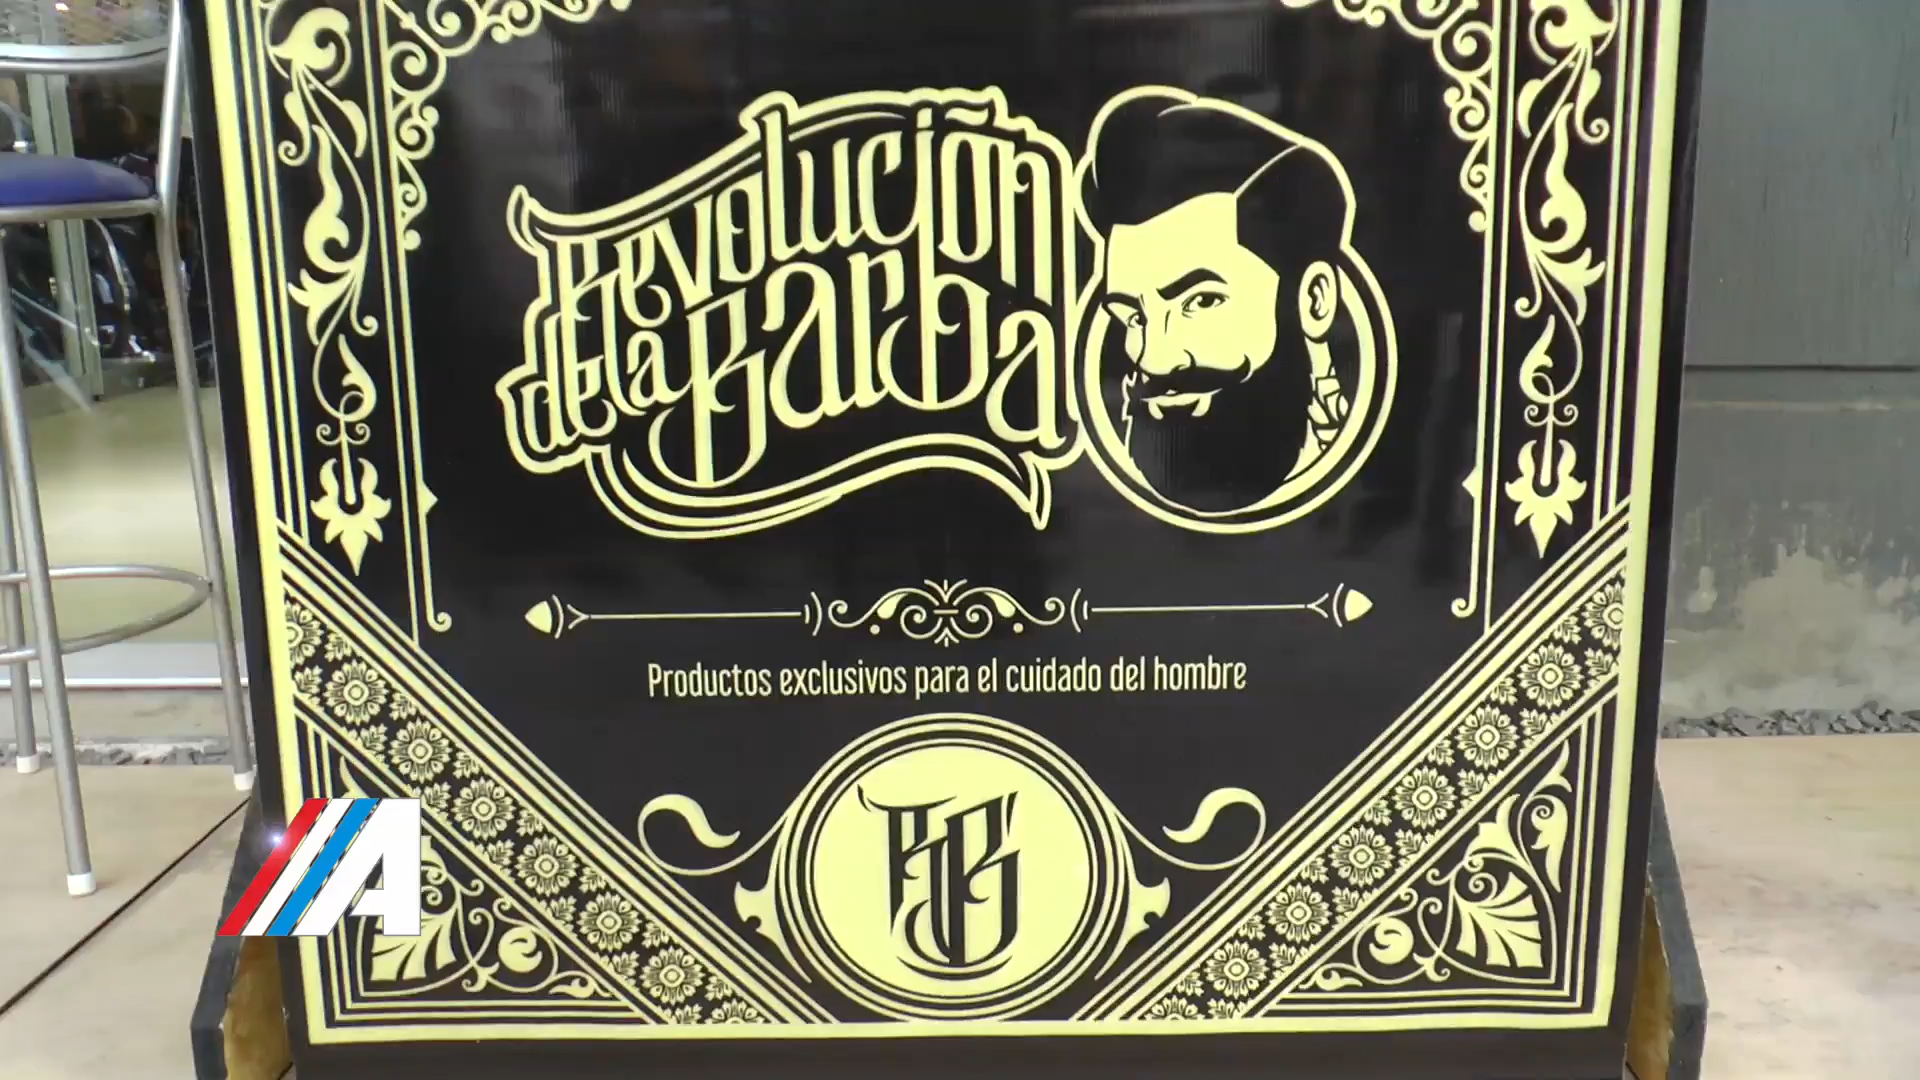 Revolución
de la Barba
Productos exclusivos para el cuidado del hombre
RB
A